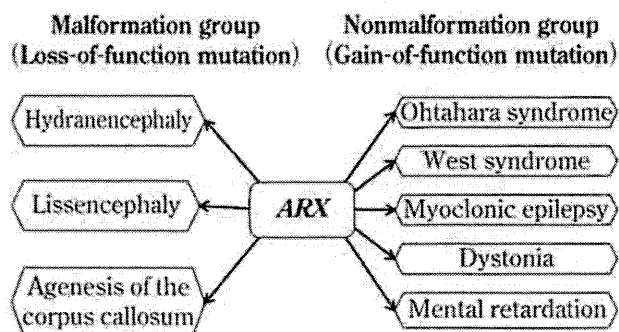 Malformation group
(Loss-of-function mutation)
Hydranencephaly
Lissencephaly
Agenesis of the
corpus callosum
ARX
Nonmalformation group
(Gain-of-function mutation)
Ohtahara syndrome
West syndrome
Myoclonic epilepsy
Dystonia
Mental retardation